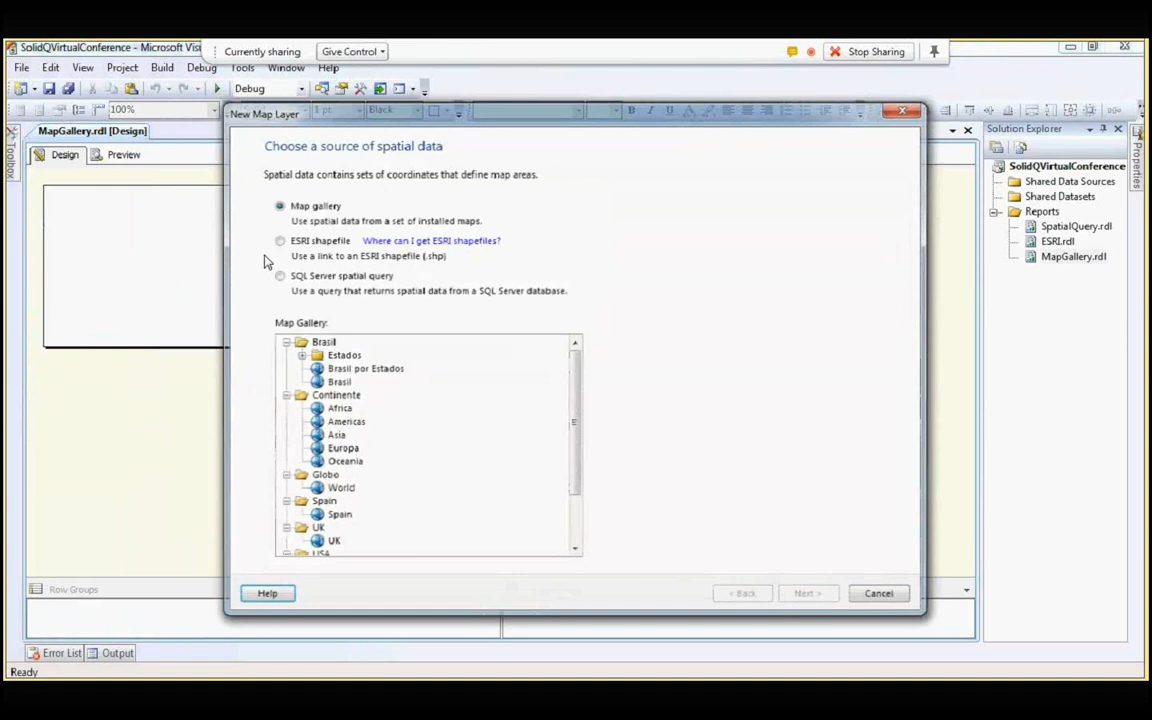 SolidQVirtualConference - Microsoft Visu
Currently sharing
Give Control
Stop Sharing
File Edit View Project Build Debug Tools Window Help
Debug
100%
1 pt
Black
New Map Layer
MapGallery.rdl [Design]
Design
Preview
Toolbox
Choose a source of spatial data
Spatial data contains sets of coordinates that define map areas.
Map gallery
Use spatial data from a set of installed maps.
ESRI shapefile Where can I get ESRI shapefiles?
Use a link to an ESRI shapefile (.shp)
SQL Server spatial query
Use a query that returns spatial data from a SQL Server database.
Map Gallery:
Brasil
Estados
Brasil por Estados
Brasil
Continente
Africa
Americas
Asia
Europa
Oceania
Globo
World
Spain
Spain
UK
UK
USA
Help
< Back
Next >
Cancel
Solution Explorer
SolidQVirtualConference
Shared Data Sources
Shared Datasets
Reports
SpatialQuery.rdl
ESRI.rdl
MapGallery.rdl
Properties
Row Groups
Error List
Output
Ready